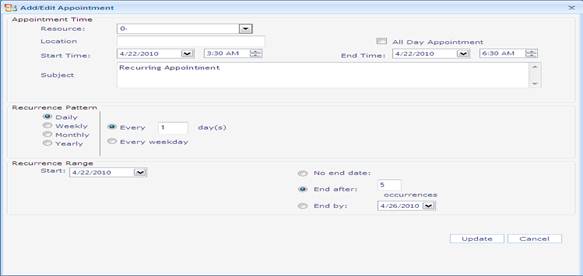 Add/Edit Appointment
Appointment Time
Resource: 0-
Location All Day Appointment
Start Time: 4/22/2010 3:30 AM End Time: 4/22/2010 6:30 AM
Subject Recurring Appointment
Recurrence Pattern
Daily
Weekly
Monthly
Yearly
Every 1 day(s)
Every weekday
Recurrence Range
Start: 4/22/2010
No end date:
End after: 5
occurrences
End by: 4/26/2010
Update Cancel